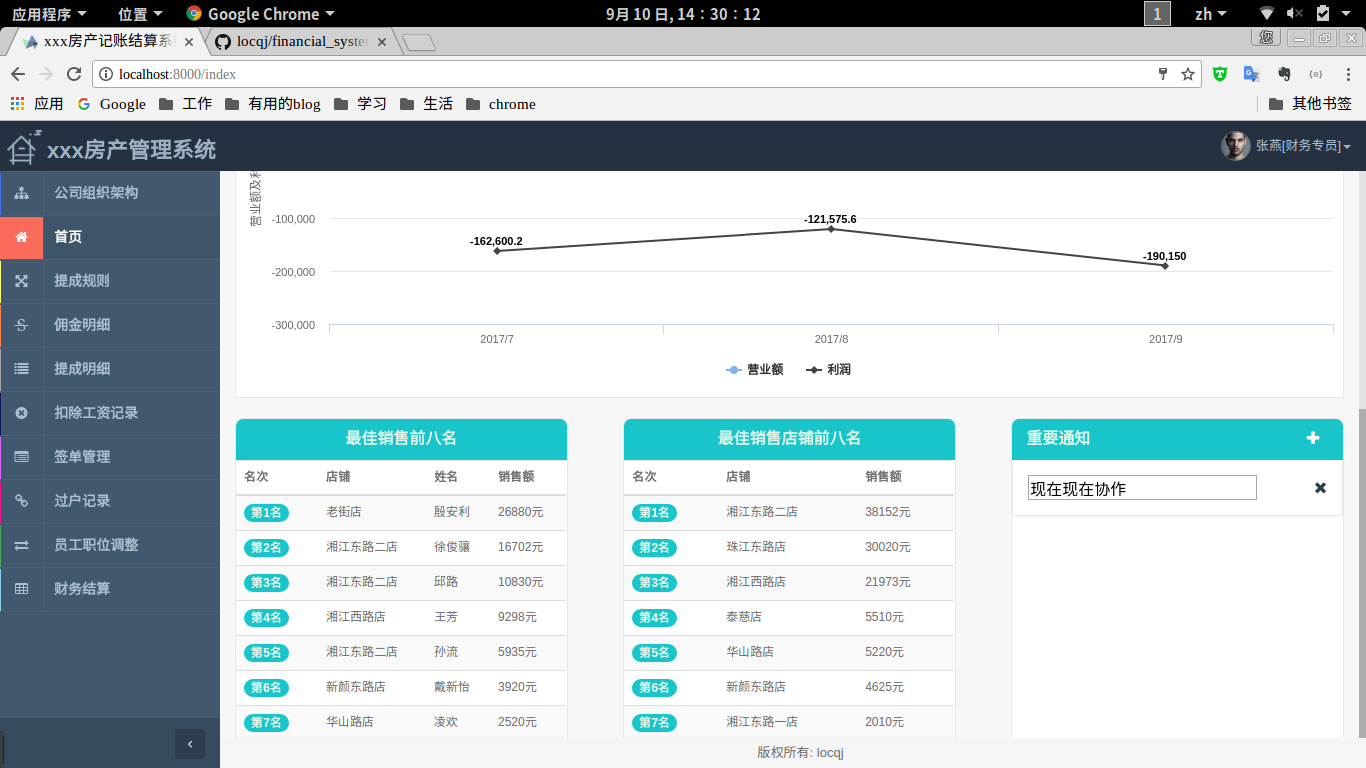 应用程序 位置 Google Chrome 9月 10 日, 14∶30∶12 1 zh
xxx房产记账结算系 locqj/financial_syste 您
localhost:8000/index
应用 Google 工作 有用的blog 学习 生活 chrome 其他书签
xxx房产管理系统 张燕[财务专员]
公司组织架构
首页
提成规则
佣金明细
提成明细
扣除工资记录
签单管理
过户记录
员工职位调整
财务结算
营业额及利
-100,000
-200,000
-300,000
-162,600.2 -121,575.6 -190,150
2017/7 2017/8 2017/9
营业额 利润
最佳销售前八名
名次 店铺 姓名 销售额
第1名 老街店 殷安利 26880元
第2名 湘江东路二店 徐俊骧 16702元
第3名 湘江东路二店 邱路 10830元
第4名 湘江西路店 王芳 9298元
第5名 湘江东路二店 孙流 5935元
第6名 新颜东路店 戴新怡 3920元
第7名 华山路店 凌欢 2520元
最佳销售店铺前八名
名次 店铺 销售额
第1名 湘江东路二店 38152元
第2名 珠江东路店 30020元
第3名 湘江西路店 21973元
第4名 泰慈店 5510元
第5名 华山路店 5220元
第6名 新颜东路店 4625元
第7名 湘江东路一店 2010元
重要通知
现在现在协作
版权所有: locqj